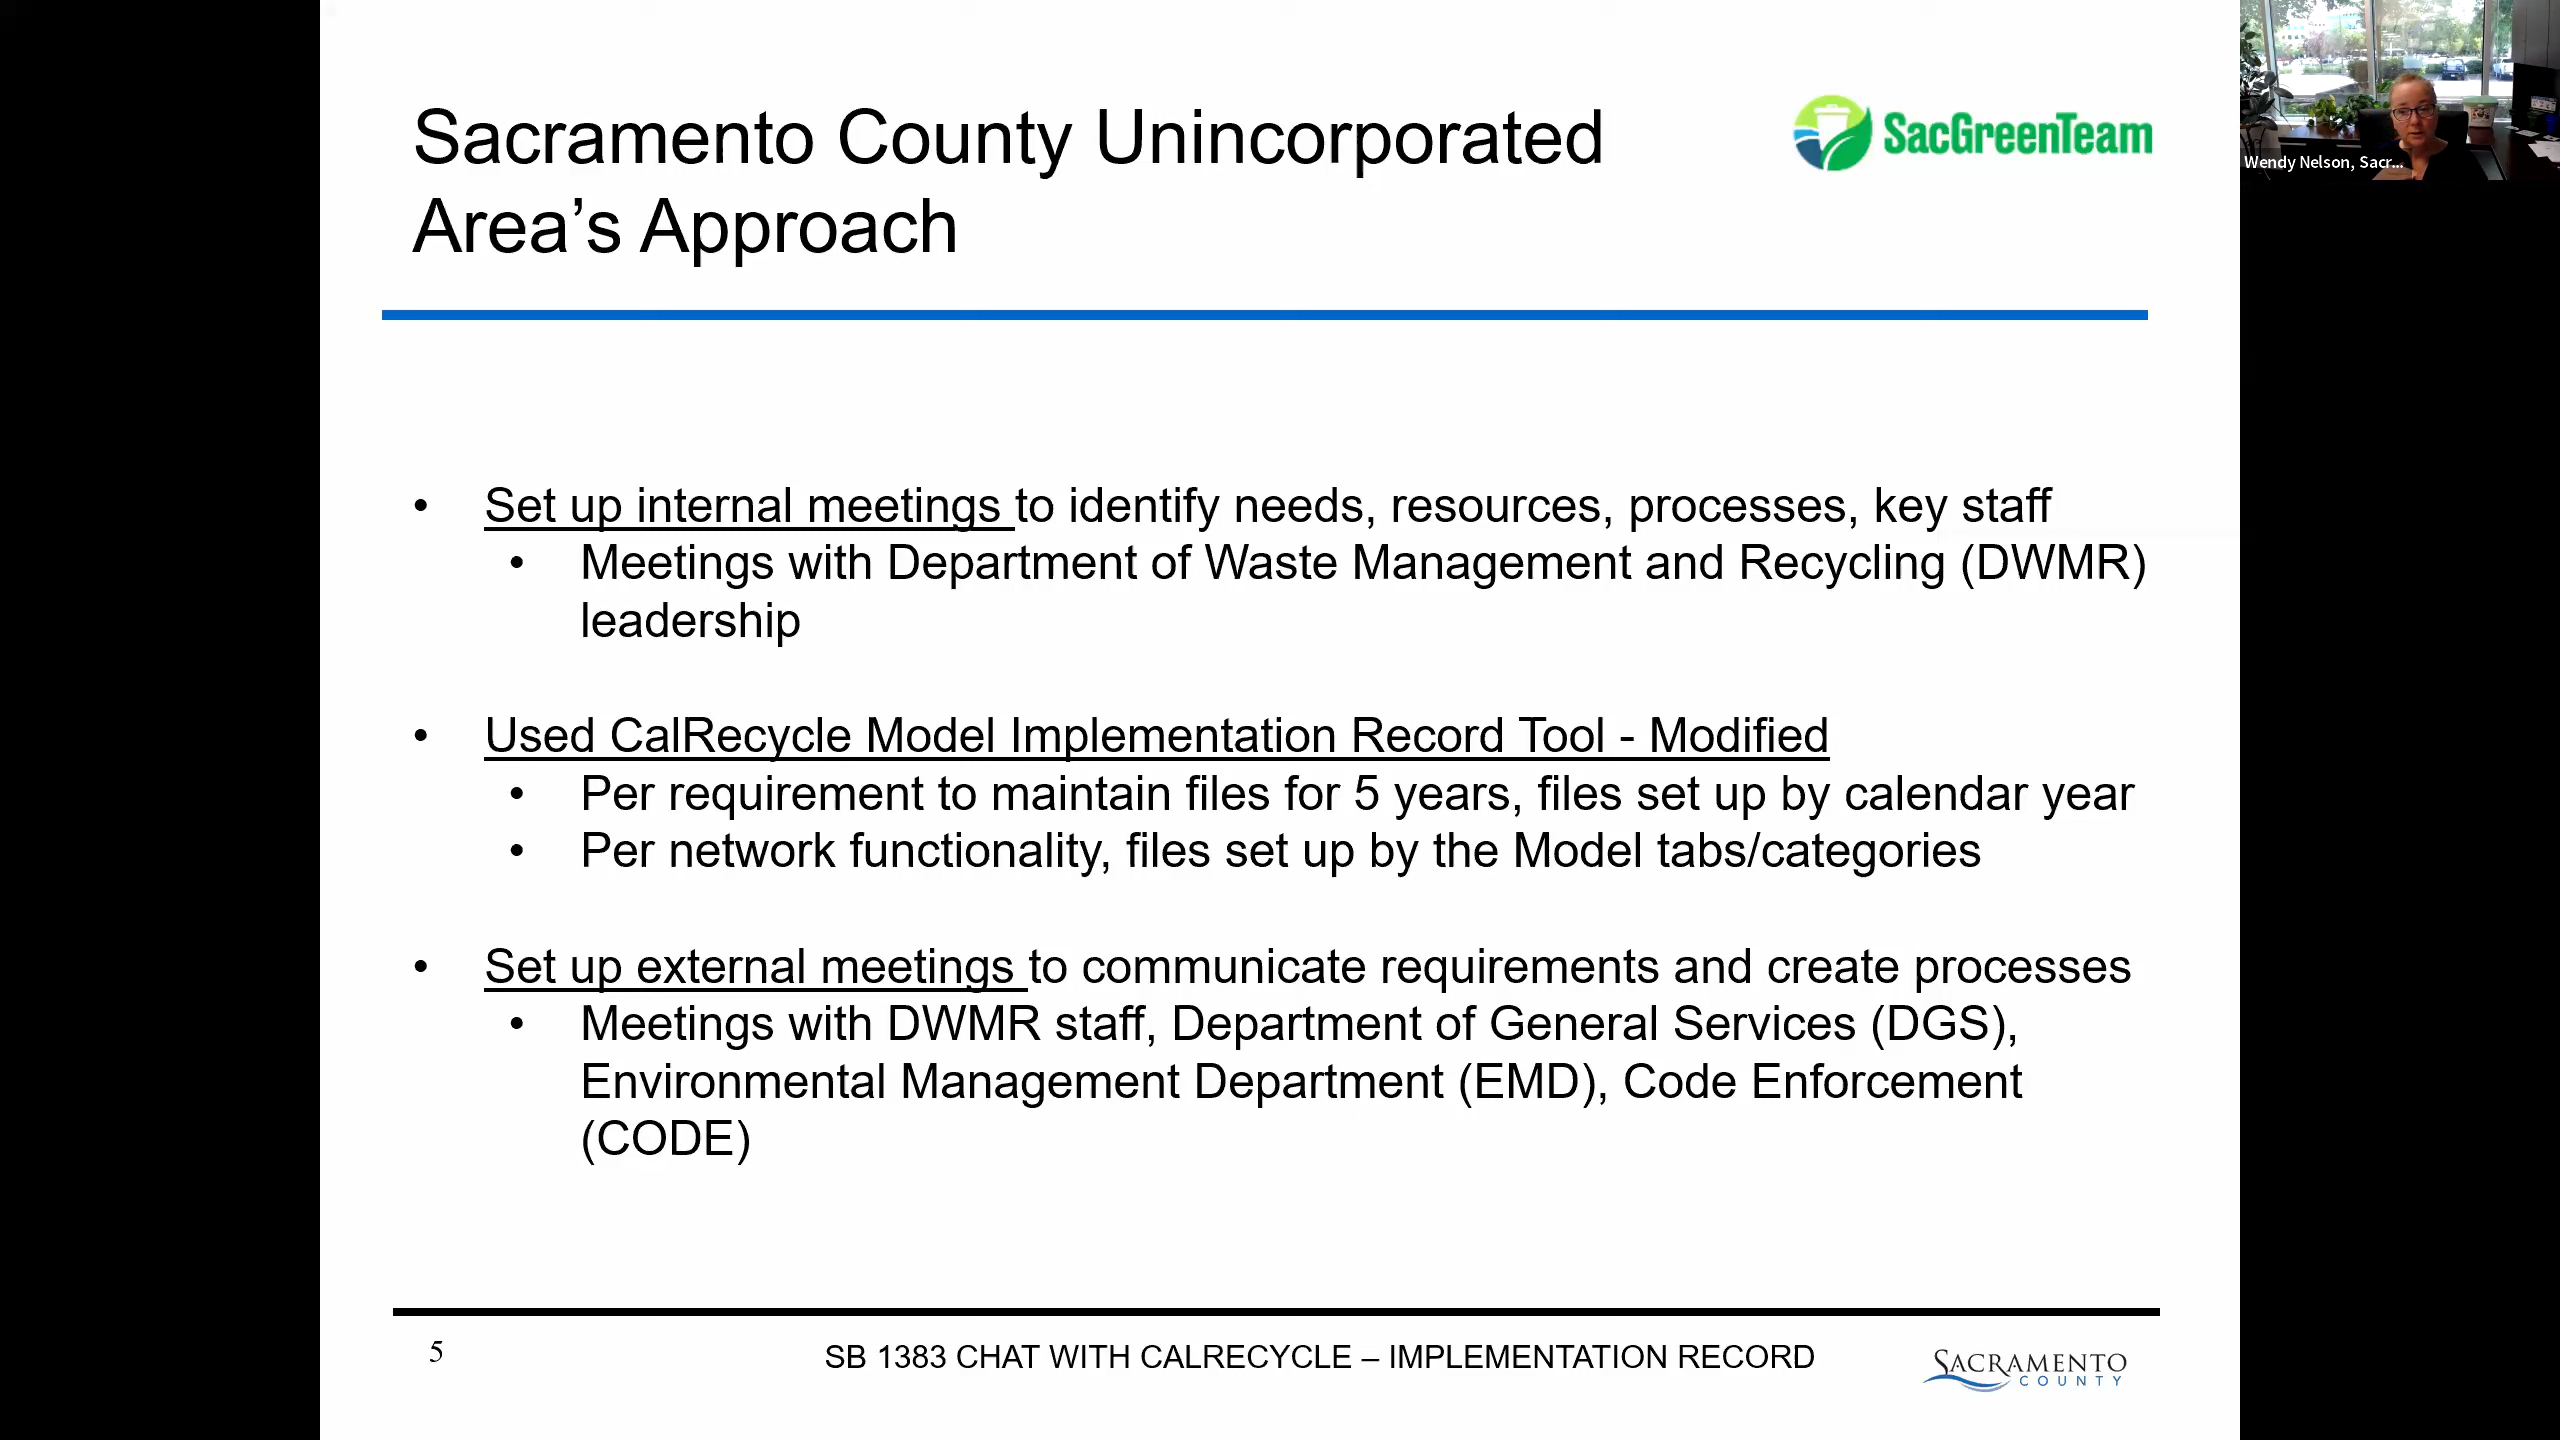 Sacramento County Unincorporated
Area’s Approach
SacGreenTeam
Wendy Nelson, Sacr...
• Set up internal meetings to identify needs, resources, processes, key staff
• Meetings with Department of Waste Management and Recycling (DWMR)
leadership
• Used CalRecycle Model Implementation Record Tool - Modified
• Per requirement to maintain files for 5 years, files set up by calendar year
• Per network functionality, files set up by the Model tabs/categories
• Set up external meetings to communicate requirements and create processes
• Meetings with DWMR staff, Department of General Services (DGS),
Environmental Management Department (EMD), Code Enforcement
(CODE)
5
SB 1383 CHAT WITH CALRECYCLE – IMPLEMENTATION RECORD
SACRAMENTO
COUNTY